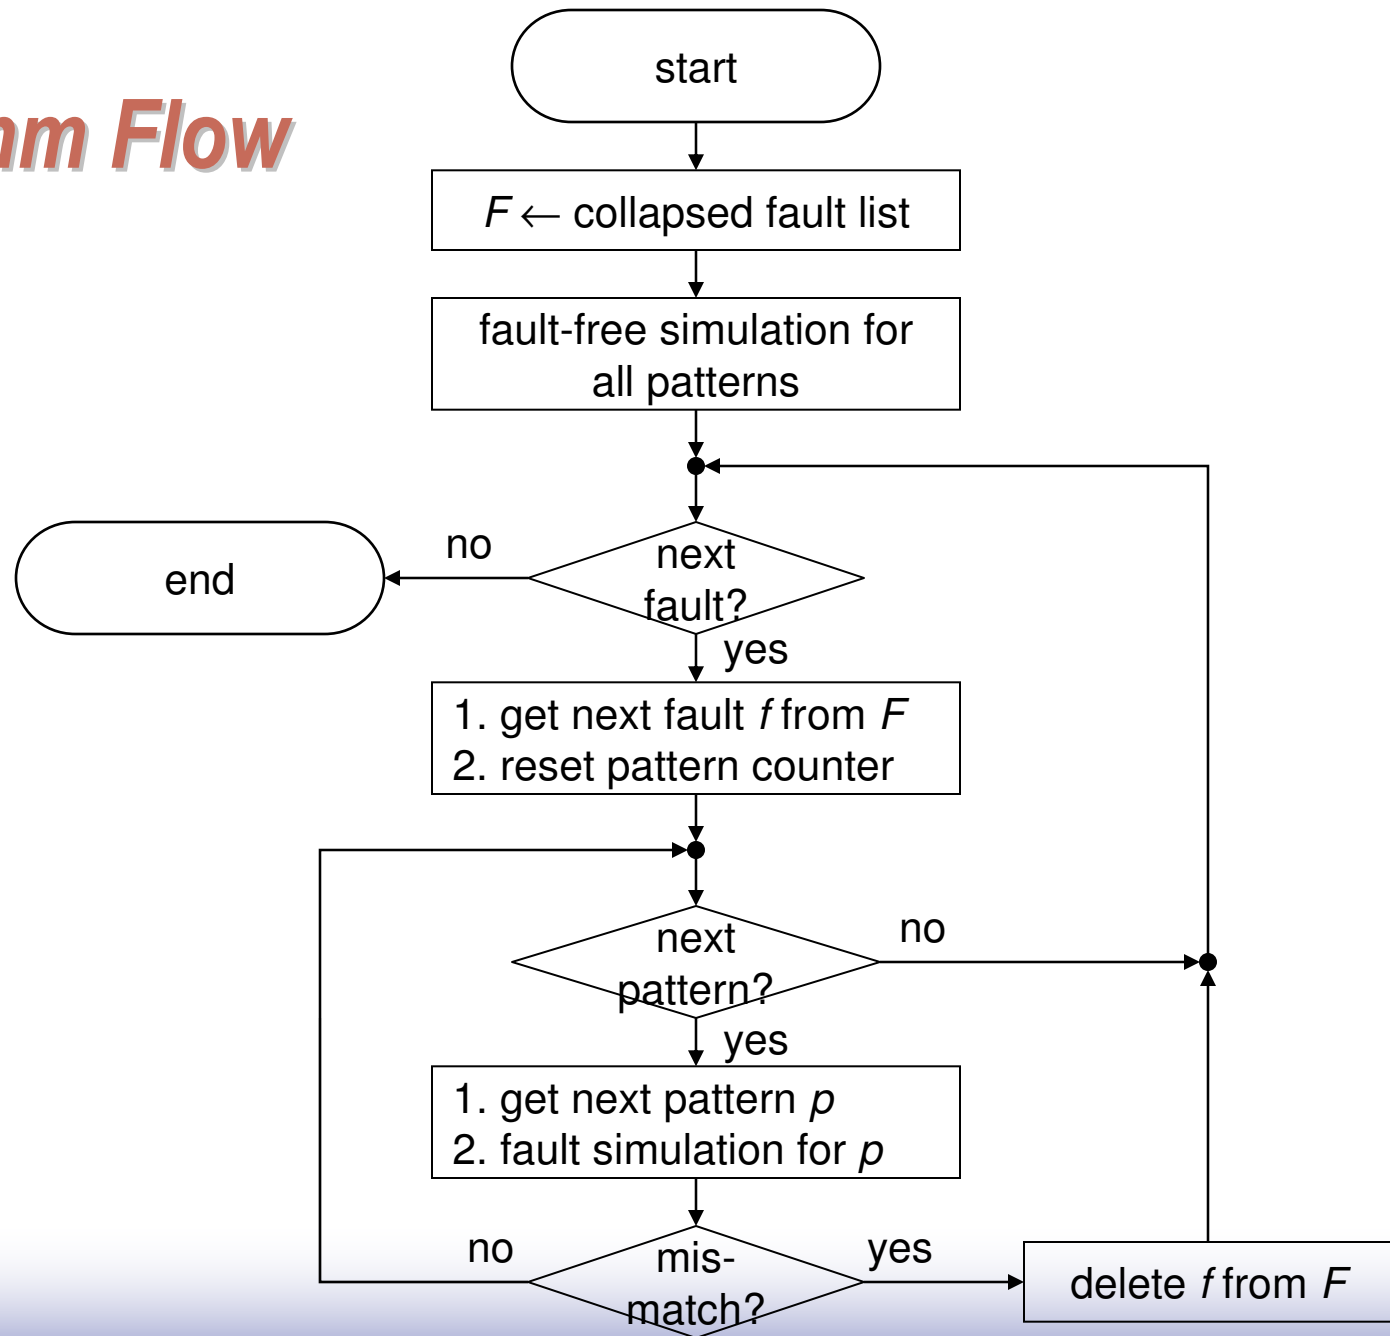 start
Flow
F ← collapsed fault list
fault-free simulation for
all patterns
no
next
fault?
end
yes
1. get next fault f from F
2. reset pattern counter
next
pattern?
no
yes
1. get next pattern p
2. fault simulation for p
no
mis-
match?
yes
delete f from F